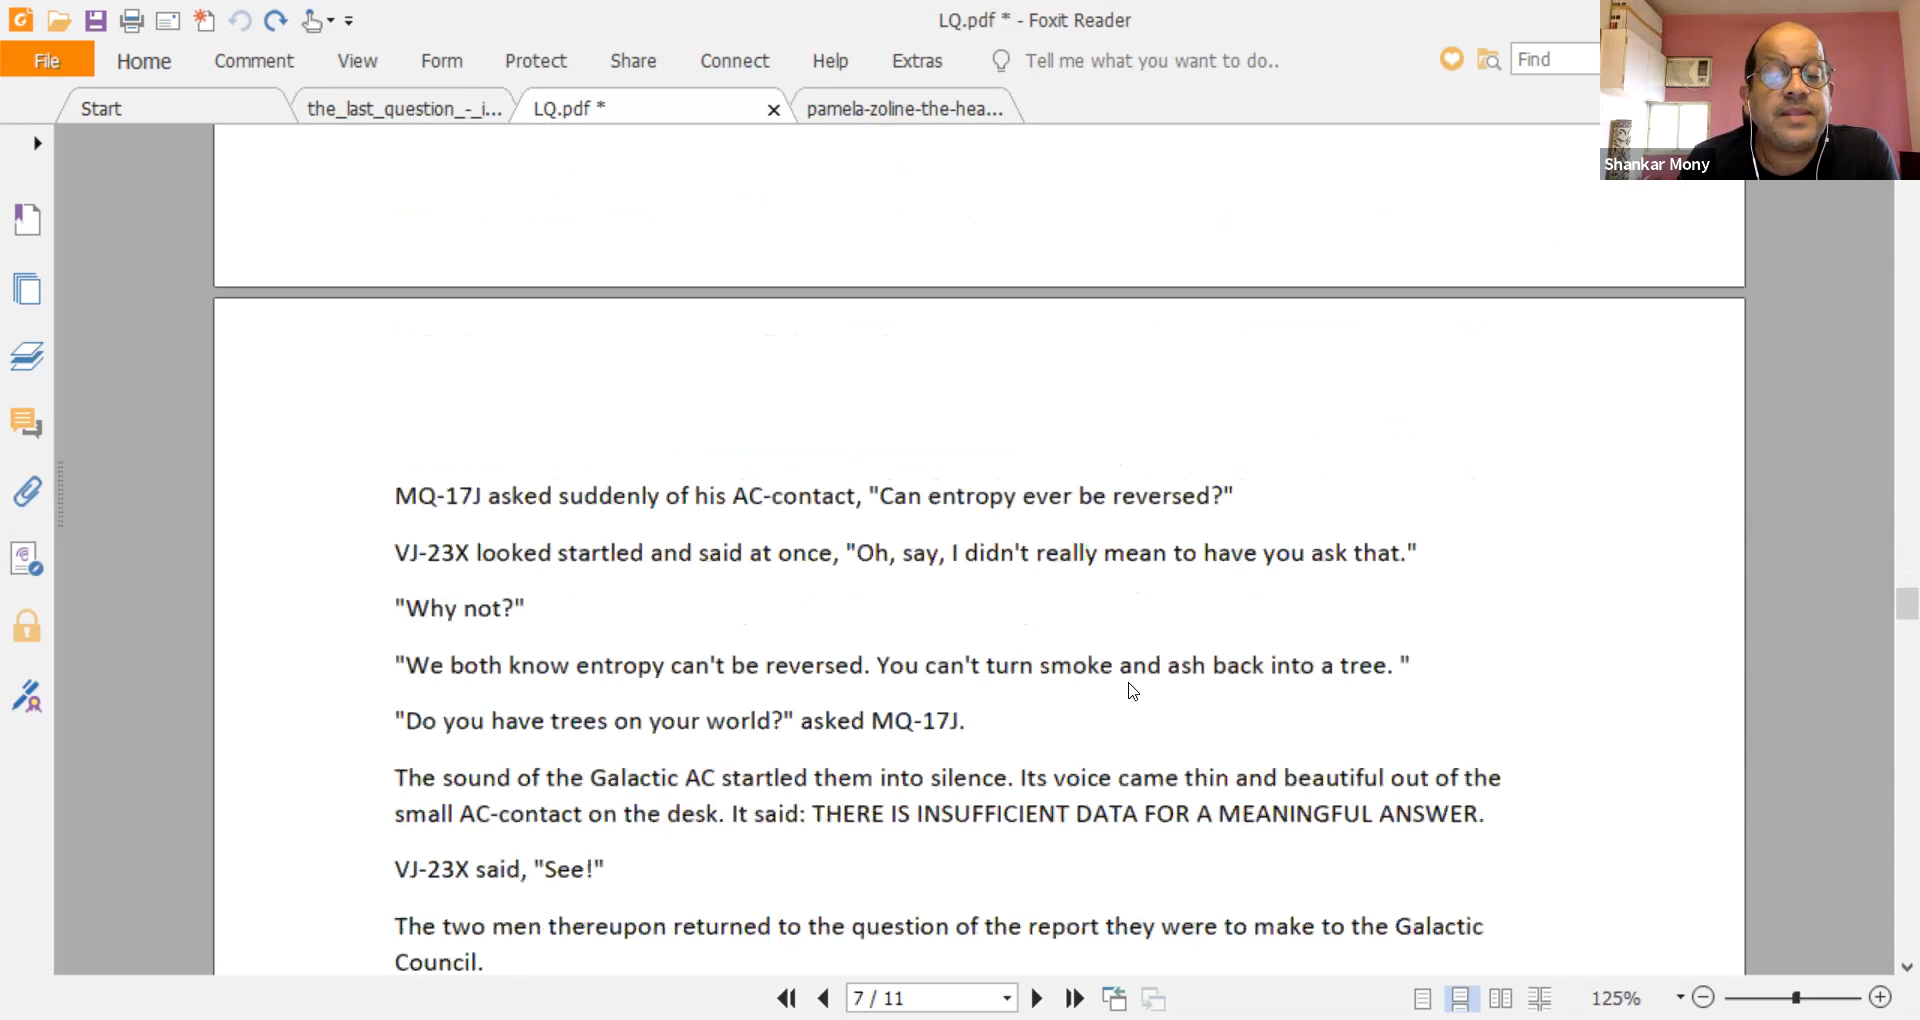 LQ.pdf * - Foxit Reader
File Home Comment View Form Protect Share Connect Help Extras Tell me what you want to do.. Find
Shankar Mony
Start the_last_question_-_i... LQ.pdf * pamela-zoline-the-hea...
MQ-17J asked suddenly of his AC-contact, "Can entropy ever be reversed?"
VJ-23X looked startled and said at once, "Oh, say, I didn't really mean to have you ask that."
"Why not?"
"We both know entropy can't be reversed. You can't turn smoke and ash back into a tree. "
"Do you have trees on your world?" asked MQ-17J.
The sound of the Galactic AC startled them into silence. Its voice came thin and beautiful out of the
small AC-contact on the desk. It said: THERE IS INSUFFICIENT DATA FOR A MEANINGFUL ANSWER.
VJ-23X said, "See!"
The two men thereupon returned to the question of the report they were to make to the Galactic
Council.
7 / 11 125%